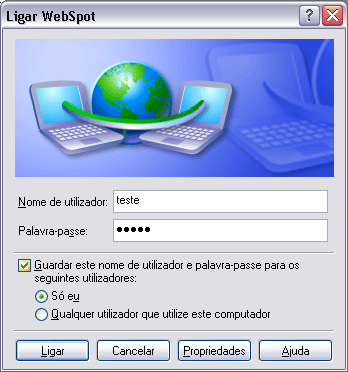 Ligar WebSpot
Nome de utilizador: teste
Palavra-passe: •••••
Guardar este nome de utilizador e palavra-passe para os
seguintes utilizadores:
Só eu
Qualquer utilizador que utilize este computador
Ligar Cancelar Propriedades Ajuda